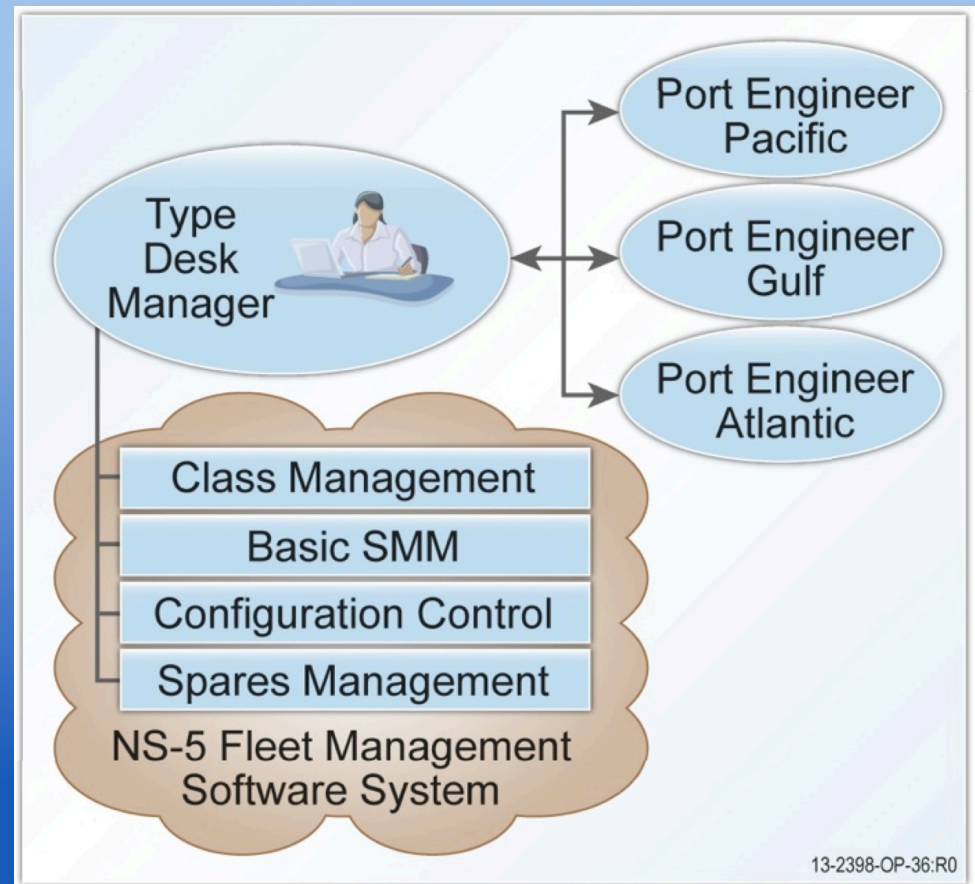 Type
Desk
Manager
Port Engineer
Pacific
Port Engineer
Gulf
Port Engineer
Atlantic
Class Management
Basic SMM
Configuration Control
Spares Management
NS-5 Fleet Management
Software System
13-2398-OP-36:R0